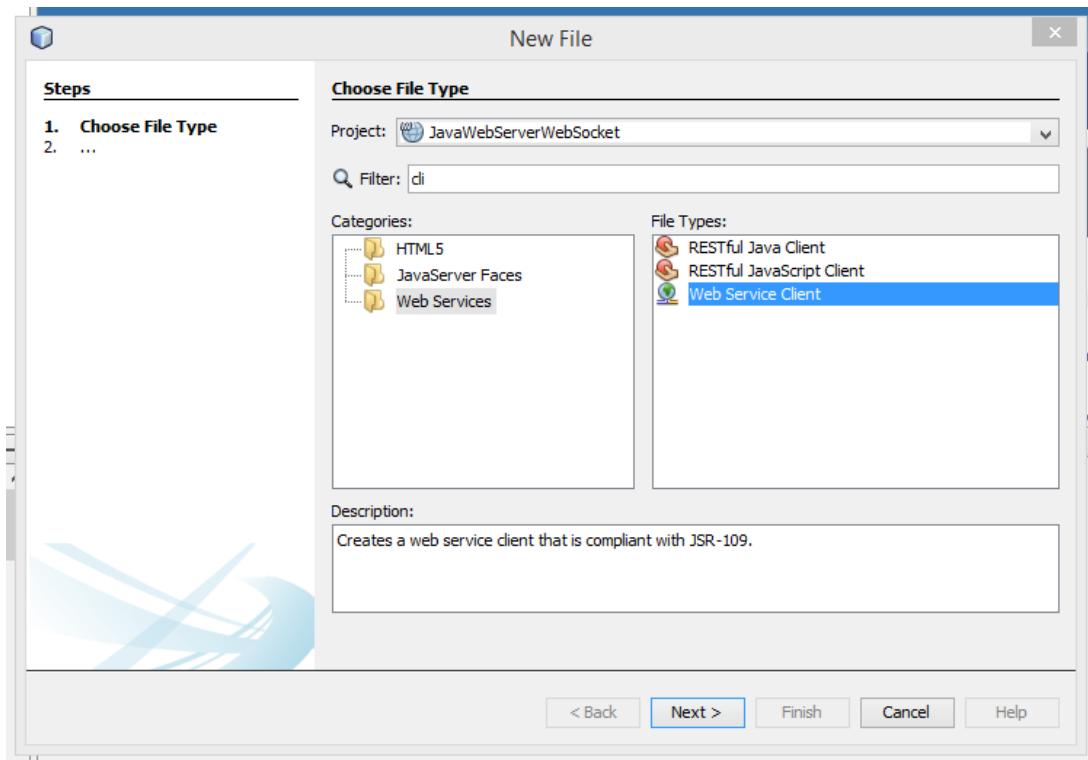 New File
Steps
1. Choose File Type
2. ...
Choose File Type
Project: JavaWebServerWebSocket
Filter: cli
Categories:
HTML5
JavaServer Faces
Web Services
File Types:
RESTful Java Client
RESTful JavaScript Client
Web Service Client
Description:
Creates a web service client that is compliant with JSR-109.
< Back
Next >
Finish
Cancel
Help